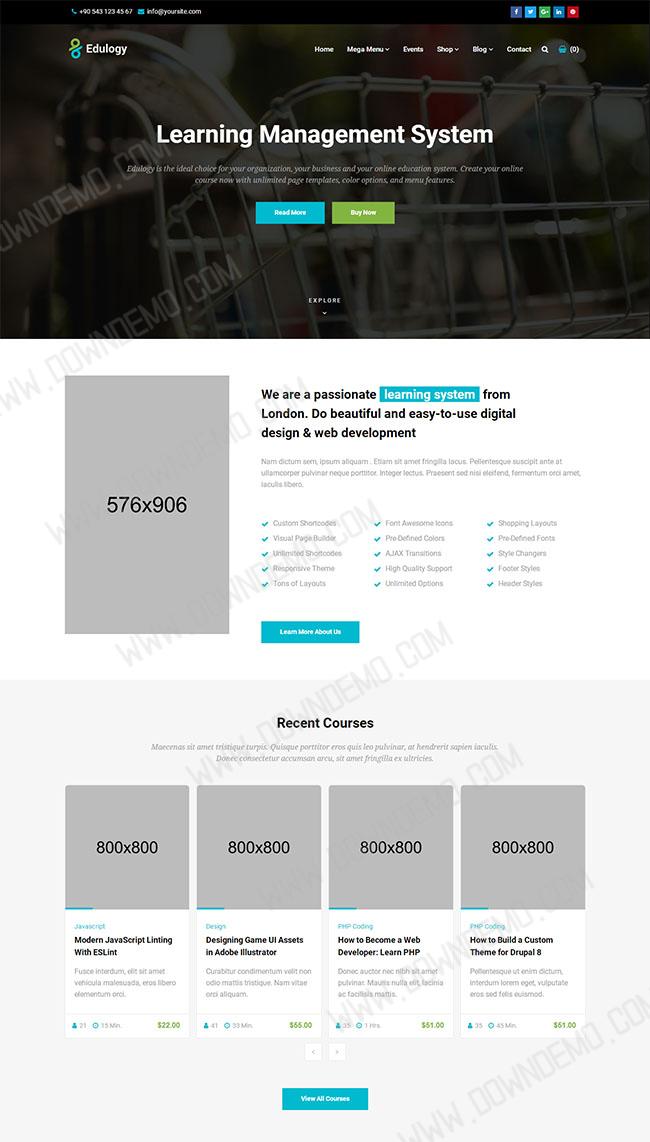 +90 543 123 45 67 info@yoursite.com
Edulogy
Home Mega Menu Events Shop Blog Contact (0)
Learning Management System
Edulogy is the ideal choice for your organization, your business and your online education system. Create your online
course now with unlimited page templates, color options, and menu features.
Read More Buy Now
EXPLORE
576x906
We are a passionate learning system from
London. Do beautiful and easy-to-use digital
design & web development
Nam dictum sem, ipsum aliquam . Etiam sit amet fringilla lacus. Pellentesque suscipit ante at
ullamcorper pulvinar neque porttitor. Integer lectus. Praesent sed nisi eleifend, fermentum orci amet,
iaculis libero.
Custom Shortcodes Font Awesome Icons Shopping Layouts
Visual Page Builder Pre-Defined Colors Pre-Defined Fonts
Unlimited Shortcodes AJAX Transitions Style Changers
Responsive Theme High Quality Support Footer Styles
Tons of Layouts Unlimited Options Header Styles
Learn More About Us
Recent Courses
Maecenas sit amet tristique turpis. Quisque porttitor eros quis leo pulvinar, at hendrerit sapien iaculis.
Donec consectetur accumsan arcu, sit amet fringilla ex ultricies.
800x800 800x800 800x800 800x800
Javascript
Modern JavaScript Linting
With ESLint
Fusce interdum, elit sit amet
vehicula malesuada, eros libero
elementum orci.
21 15 Min. $22.00
Design
Designing Game UI Assets
in Adobe Illustrator
Curabitur condimentum velit non
odio mattis tristique. Nam vitae
orci aliquam.
41 33 Min. $55.00
PHP Coding
How to Become a Web
Developer: Learn PHP
Donec auctor nec nibh sit amet
pulvinar. Mauris nulla elit, lacinia
ac facilisis mattis.
35 1 Hrs. $51.00
PHP Coding
How to Build a Custom
Theme for Drupal 8
Pellentesque ut enim dictum,
interdum lorem eget, vulputate
eros sed felis euismod.
35 45 Min. $51.00
View All Courses
WWW.DOWNDEMO.COM